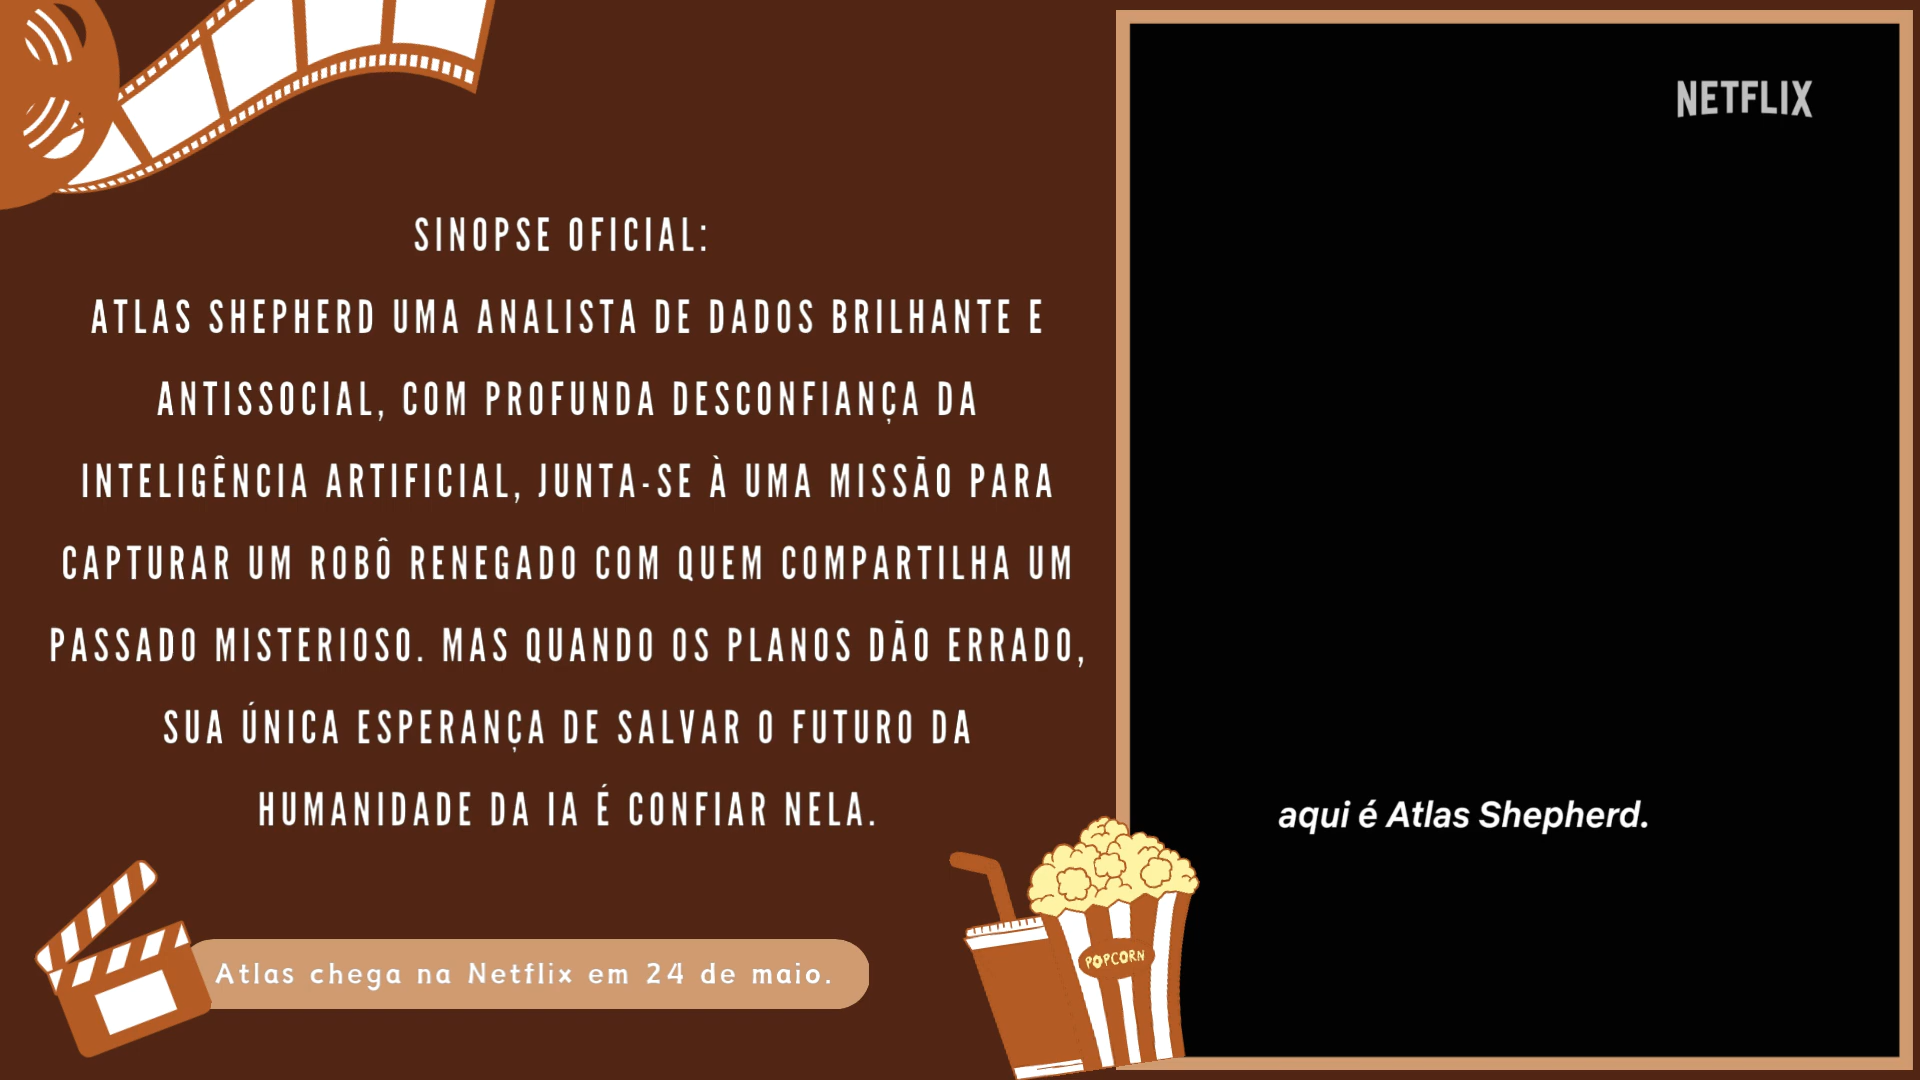 SINOPSE OFICIAL:
ATLAS SHEPHERD UMA ANALISTA DE DADOS BRILHANTE E
ANTISSOCIAL, COM PROFUNDA DESCONFIANÇA DA
INTELIGÊNCIA ARTIFICIAL, JUNTA-SE À UMA MISSÃO PARA
CAPTURAR UM ROBÔ RENEGADO COM QUEM COMPARTILHA UM
PASSADO MISTERIOSO. MAS QUANDO OS PLANOS DÃO ERRADO,
SUA ÚNICA ESPERANÇA DE SALVAR O FUTURO DA
HUMANIDADE DA IA É CONFIAR NELA.
Atlas chega na Netflix em 24 de maio.
POPCORN
NETFLIX
aqui é Atlas Shepherd.